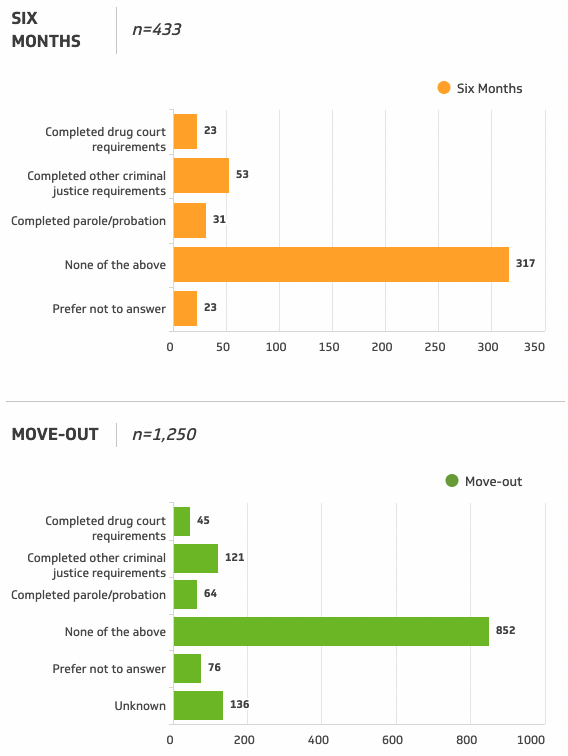 SIX
MONTHS
n=433
Six Months
Completed drug court
requirements
23
Completed other criminal
justice requirements
53
Completed parole/probation
31
None of the above
317
Prefer not to answer
23
0 50 100 150 200 250 300 350
MOVE-OUT
n=1,250
Move-out
Completed drug court
requirements
45
Completed other criminal
justice requirements
121
Completed parole/probation
64
None of the above
852
Prefer not to answer
76
Unknown
136
0 200 400 600 800 1000